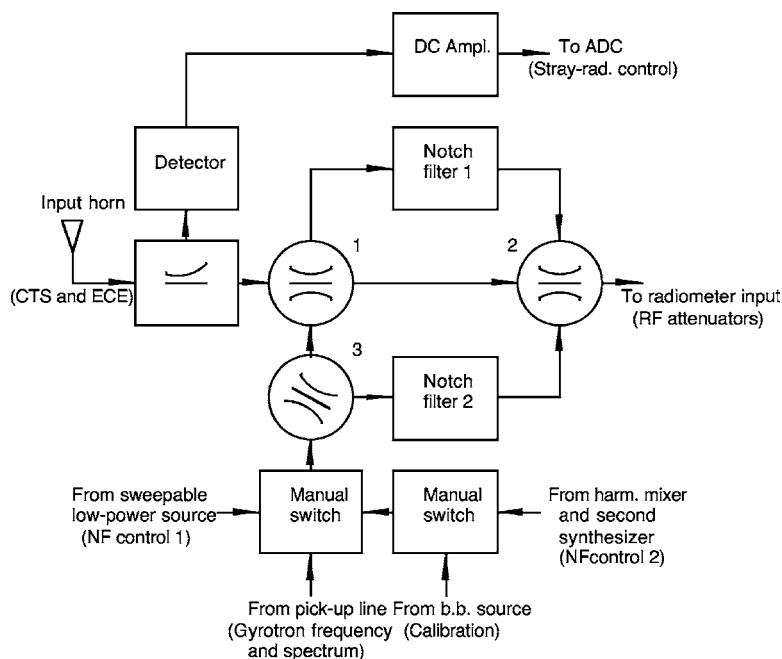 DC Ampl.
To ADC
(Stray-rad. control)
Detector
Notch
filter 1
Input horn
1
2
(CTS and ECE)
To radiometer input
(RF attenuators)
3
Notch
filter 2
From sweepable
low-power source
(NF control 1)
Manual
switch
Manual
switch
From harm. mixer
and second
synthesizer
(NFcontrol 2)
From pick-up line
(Gyrotron frequency
and spectrum)
From b.b. source
(Calibration)